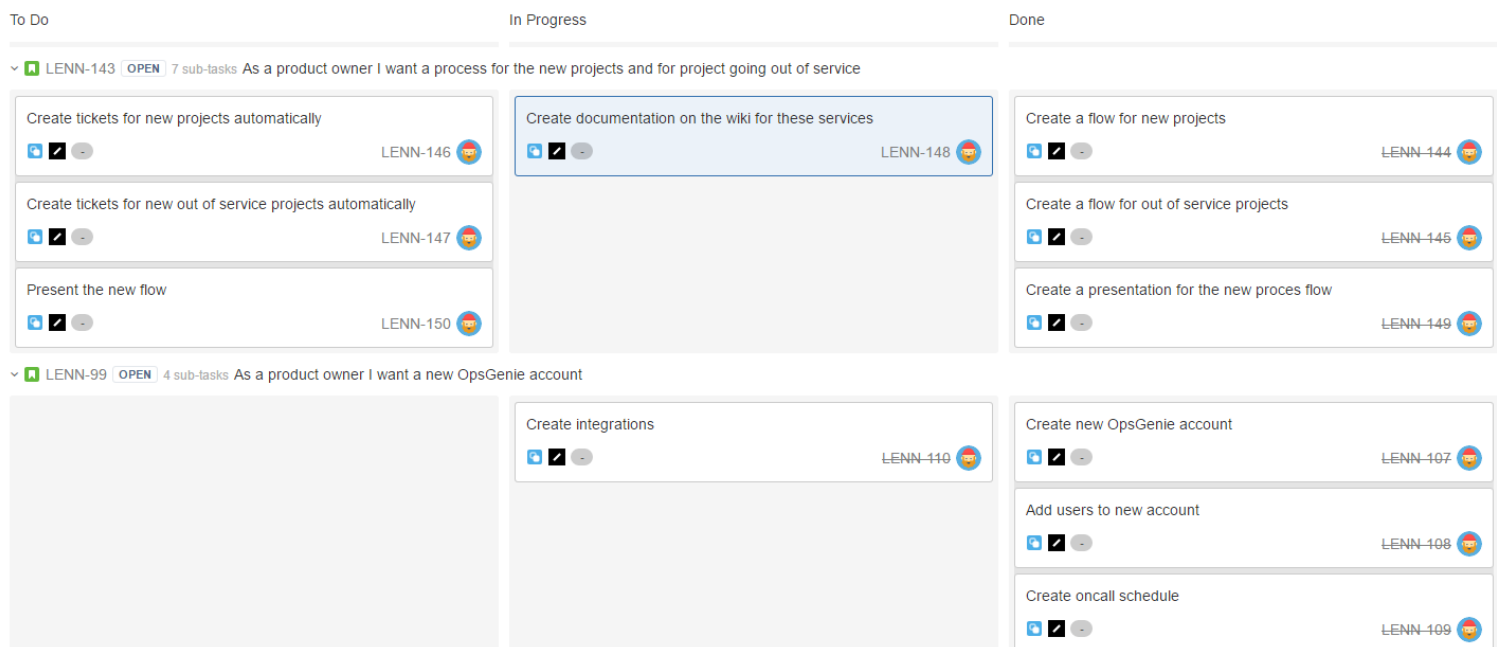 To Do
In Progress
Done
LENN-143 OPEN 7 sub-tasks As a product owner I want a process for the new projects and for project going out of service
Create tickets for new projects automatically
- LENN-146
Create tickets for new out of service projects automatically
- LENN-147
Present the new flow
- LENN-150
Create documentation on the wiki for these services
- LENN-148
Create a flow for new projects
- LENN-144
Create a flow for out of service projects
- LENN-145
Create a presentation for the new proces flow
- LENN-149
LENN-99 OPEN 4 sub-tasks As a product owner I want a new OpsGenie account
Create integrations
- LENN-110
Create new OpsGenie account
- LENN-107
Add users to new account
- LENN-108
Create oncall schedule
- LENN-109